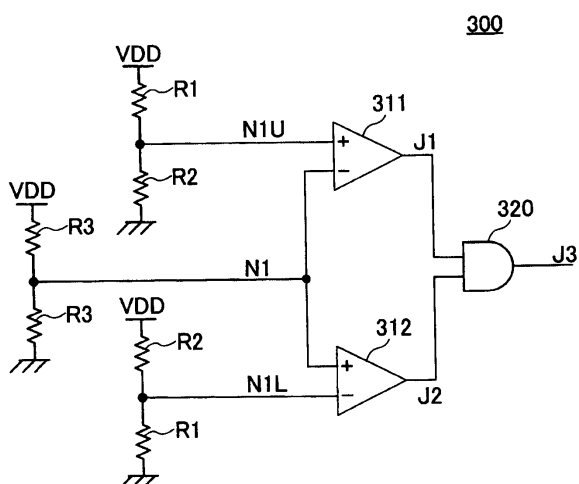 300
VDD
R1
311
N1U
+
J1
R2
−
VDD
320
R3
N1
J3
VDD
R3
312
R2
+
N1L
−
J2
R1